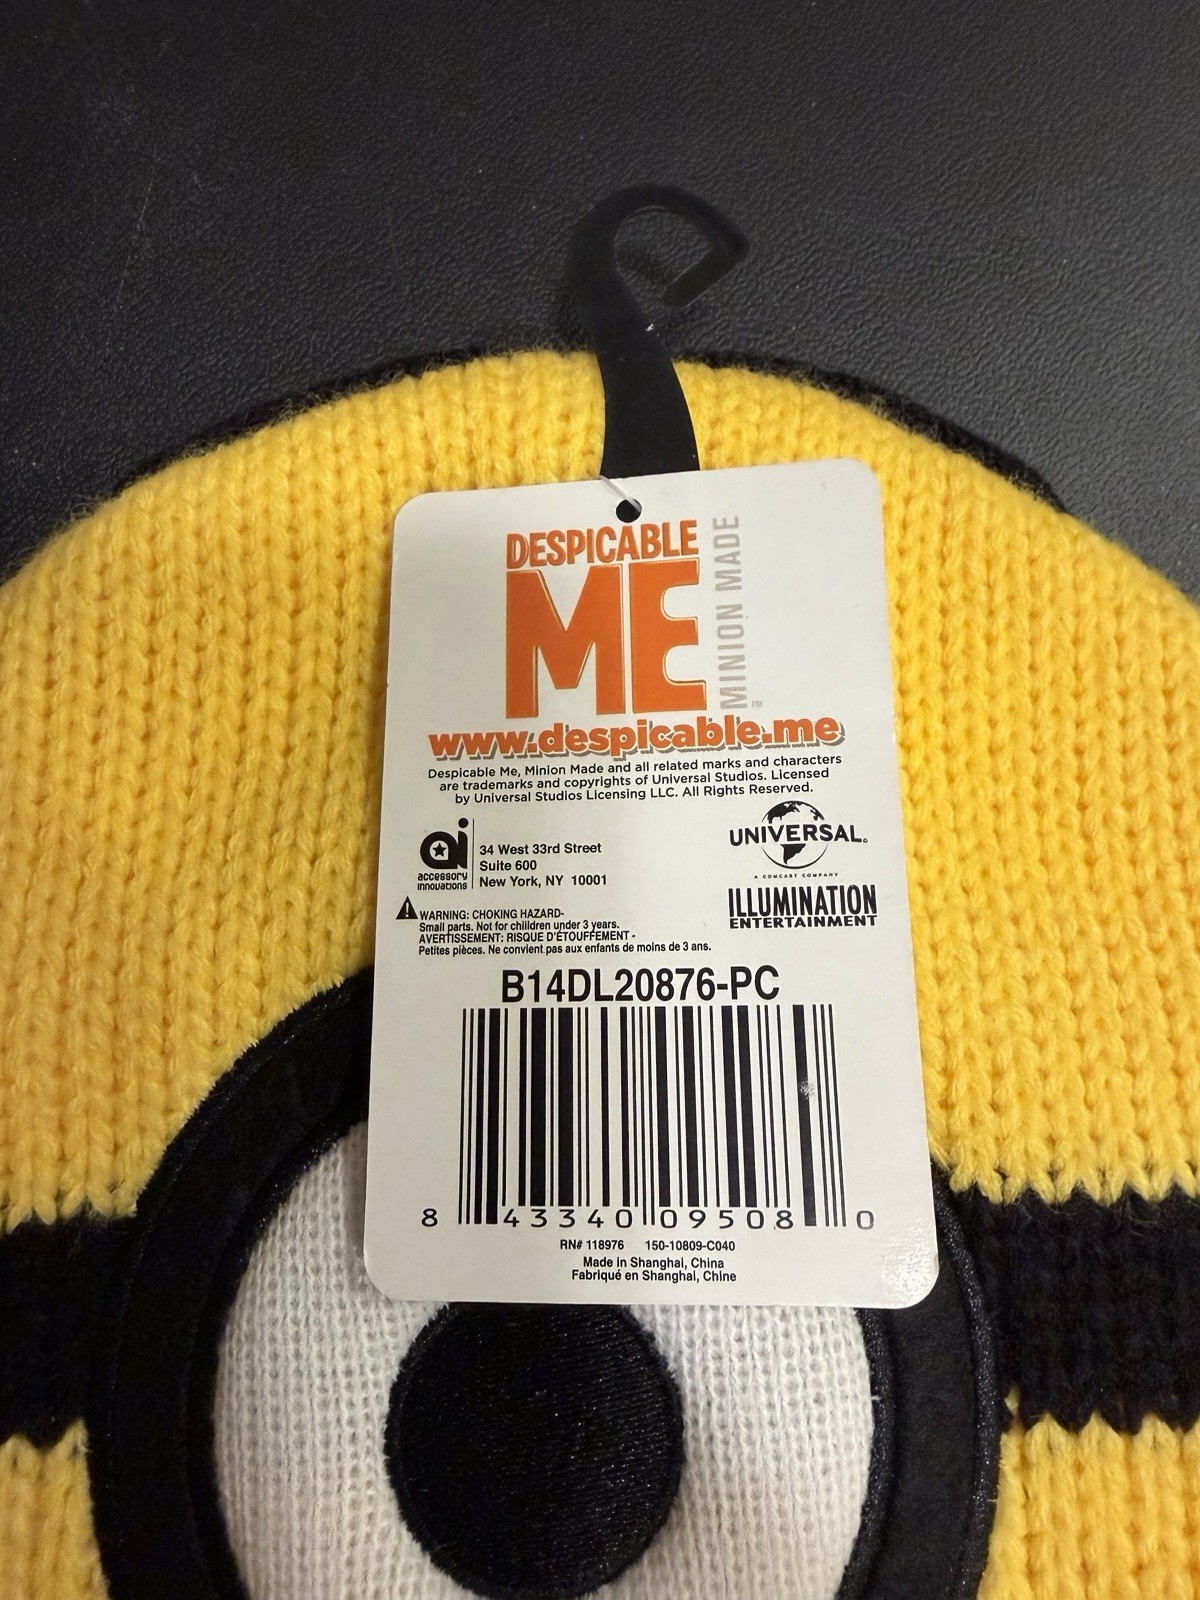 DESPICABLE
ME
MINION MADE
TM
www.despicable.me
Despicable Me, Minion Made and all related marks and characters
are trademarks and copyrights of Universal Studios. Licensed
by Universal Studios Licensing LLC. All Rights Reserved.
ai
accessory
innovations
34 West 33rd Street
Suite 600
New York, NY 10001
UNIVERSAL
A COMCAST COMPANY
ILLUMINATION
ENTERTAINMENT
WARNING: CHOKING HAZARD-
Small parts. Not for children under 3 years.
AVERTISSEMENT: RISQUE D'ÉTOUFFEMENT -
Petites pièces. Ne convient pas aux enfants de moins de 3 ans.
B14DL20876-PC
8 43340 09508 0
RN# 118976 150-10809-C040
Made in Shanghai, China
Fabriqué en Shanghai, Chine